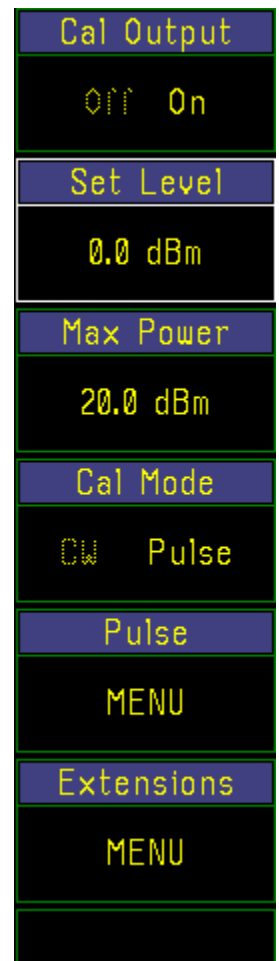 Cal Output
Off On
Set Level
0.0 dBm
Max Power
20.0 dBm
Cal Mode
CW Pulse
Pulse
MENU
Extensions
MENU